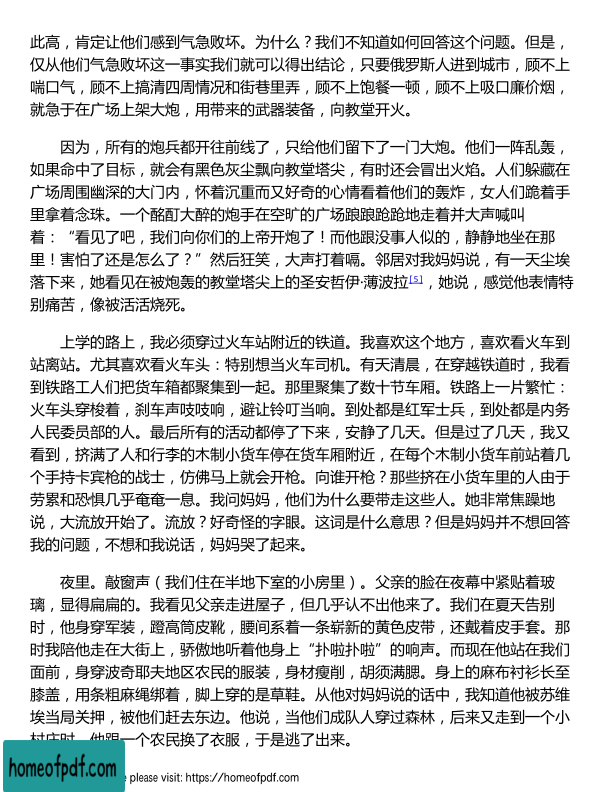 此高，肯定让他们感到气急败坏。为什么？我们不知道如何回答这个问题。但是，
仅从他们气急败坏这一事实我们就可以得出结论，只要俄罗斯人进到城市，顾不上
喘口气，顾不上搞清四周情况和街巷里弄，顾不上饱餐一顿，顾不上吸口廉价烟，
就急于在广场上架大炮，用带来的武器装备，向教堂开火。
因为，所有的炮兵都开往前线了，只给他们留下了一门大炮。他们一阵乱轰，
如果命中了目标，就会有黑色灰尘飘向教堂塔尖，有时还会冒出火焰。人们躲藏在
广场周围幽深的大门内，怀着沉重而又好奇的心情看着他们的轰炸，女人们跪着手
里拿着念珠。一个酩酊大醉的炮手在空旷的广场踉踉跄跄地走着并大声喊叫
着：“看见了吧，我们向你们的上帝开炮了！而他跟没事人似的，静静地坐在那
里！害怕了还是怎么了？”然后狂笑，大声打着嗝。邻居对我妈妈说，有一天尘埃
落下来，她看见在被炮轰的教堂塔尖上的圣安哲伊·薄波拉[5]，她说，感觉他表情特
别痛苦，像被活活烧死。
上学的路上，我必须穿过火车站附近的铁道。我喜欢这个地方，喜欢看火车到
站离站。尤其喜欢看火车头：特别想当火车司机。有天清晨，在穿越铁道时，我看
到铁路工人们把货车箱都聚集到一起。那里聚集了数十节车厢。铁路上一片繁忙：
火车头穿梭着，刹车声吱吱响，避让铃叮当响。到处都是红军士兵，到处都是内务
人民委员部的人。最后所有的活动都停了下来，安静了几天。但是过了几天，我又
看到，挤满了人和行李的木制小货车停在货车厢附近，在每个木制小货车前站着几
个手持卡宾枪的战士，仿佛马上就会开枪。向谁开枪？那些挤在小货车里的人由于
劳累和恐惧几乎奄奄一息。我问妈妈，他们为什么要带走这些人。她非常焦躁地
说，大流放开始了。流放？好奇怪的字眼。这词是什么意思？但是妈妈并不想回答
我的问题，不想和我说话，妈妈哭了起来。
夜里。敲窗声（我们住在半地下室的小房里）。父亲的脸在夜幕中紧贴着玻
璃，显得扁扁的。我看见父亲走进屋子，但几乎认不出他来了。我们在夏天告别
时，他身穿军装，蹬高筒皮靴，腰间系着一条崭新的黄色皮带，还戴着皮手套。那
时我陪他走在大街上，骄傲地听着他身上“扑啦扑啦”的响声。而现在他站在我们
面前，身穿波奇耶夫地区农民的服装，身材瘦削，胡须满腮。身上的麻布衬衫长至
膝盖，用条粗麻绳绑着，脚上穿的是草鞋。从他对妈妈说的话中，我知道他被苏维
埃当局关押，被他们赶去东边。他说，当他们成队人穿过森林，后来又走到一个小
村庄时，他跟一个农民换了衣服，于是逃了出来。
homeofpdf.com
please visit: https://homeofpdf.com